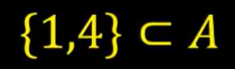 {1,4} ⊂ A